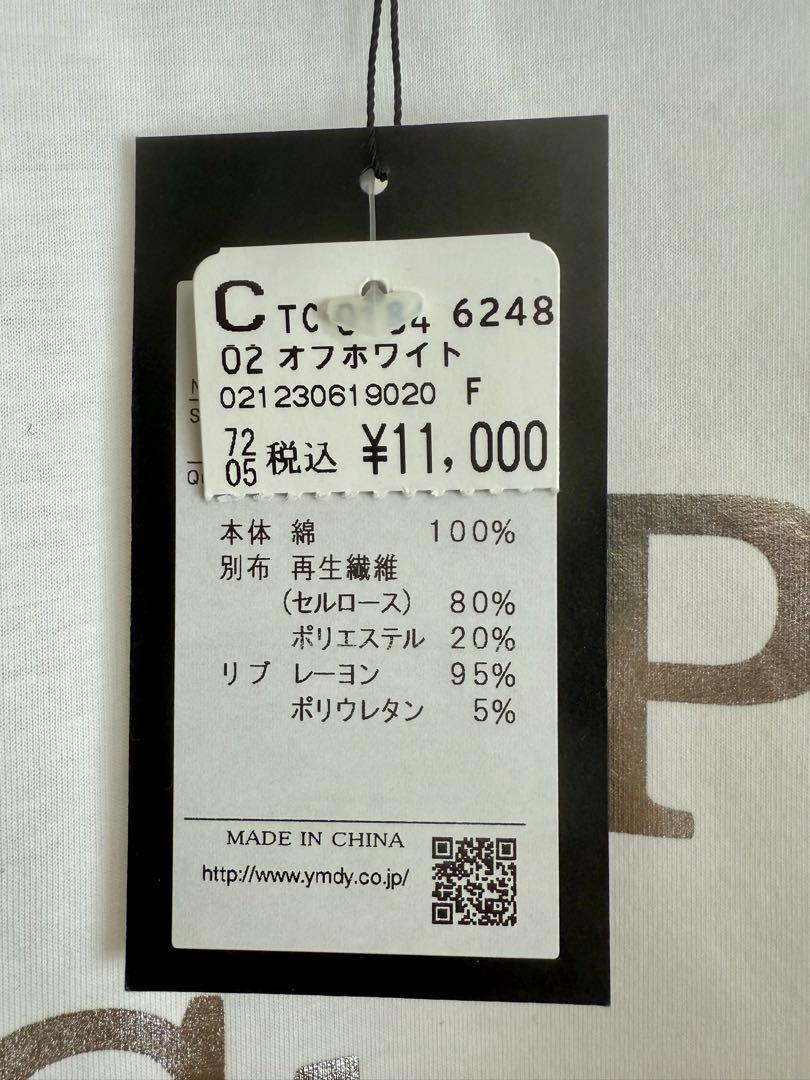 C TC 6248
02 オフホワイト
021230619020 F
72
05 税込 ¥11,000
本体 綿 100%
別布 再生繊維
(セルロース) 80%
ポリエステル 20%
リブ レーヨン 95%
ポリウレタン 5%
MADE IN CHINA
http://www.ymdy.co.jp/
P